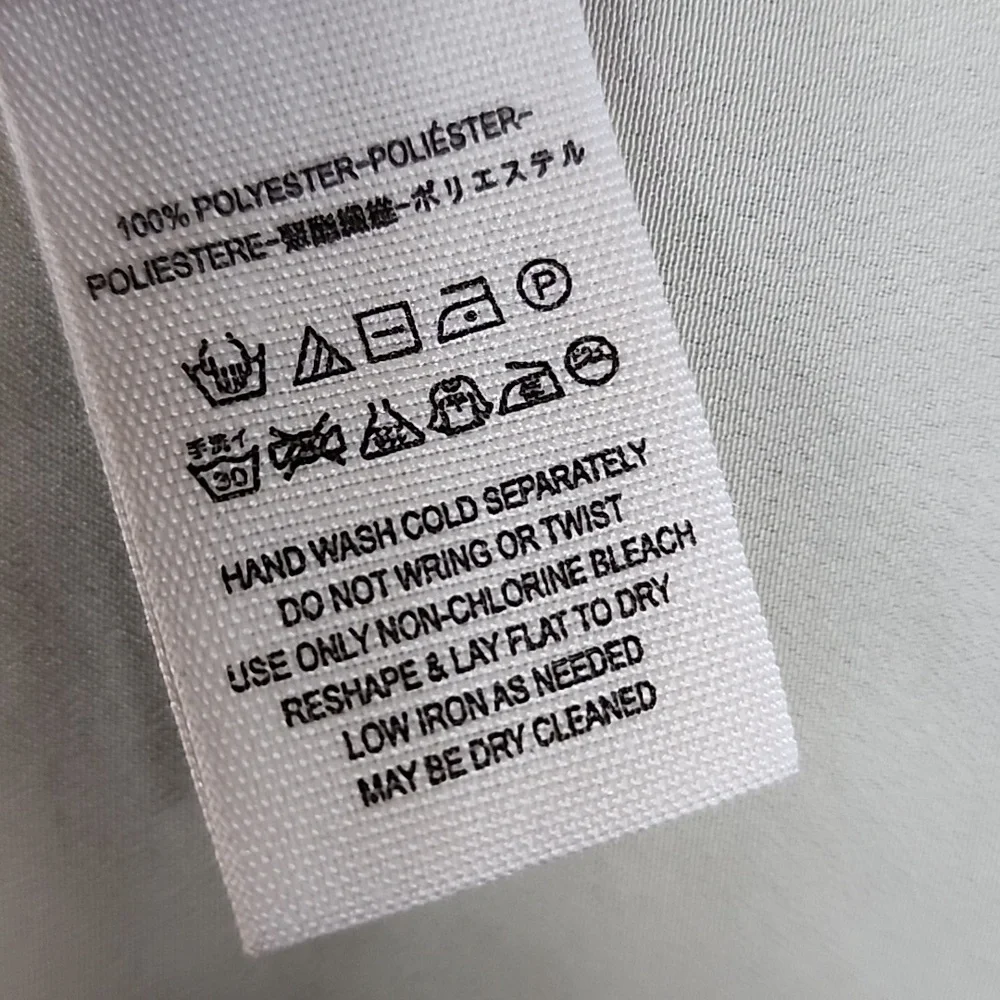 100% POLYESTER-POLIÉSTER-
POLIESTERE-聚酯纖維-ポリエステル
P
手洗イ
30
HAND WASH COLD SEPARATELY
DO NOT WRING OR TWIST
USE ONLY NON-CHLORINE BLEACH
RESHAPE & LAY FLAT TO DRY
LOW IRON AS NEEDED
MAY BE DRY CLEANED